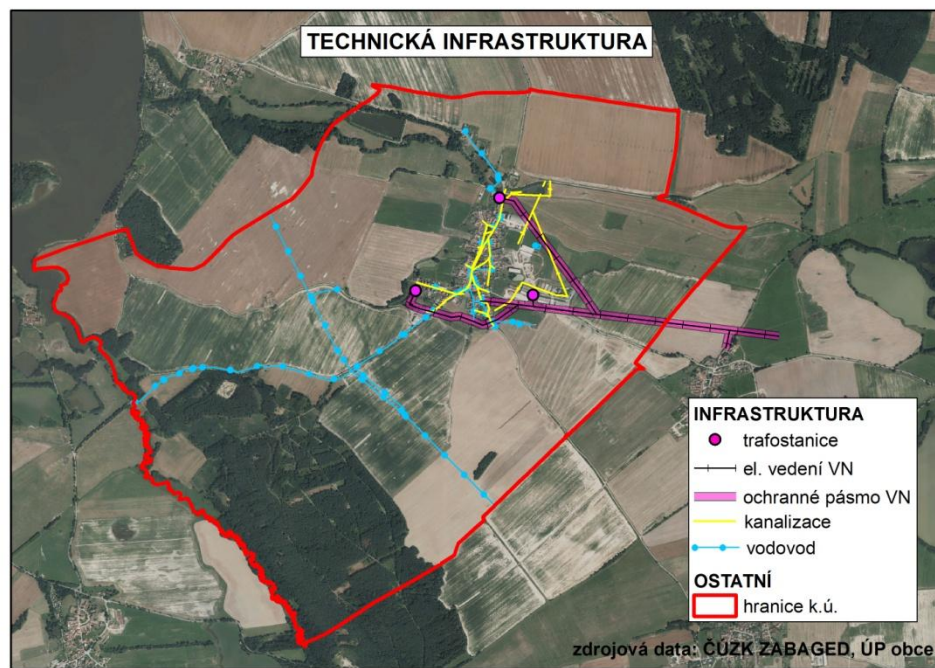 TECHNICKÁ INFRASTRUKTURA
INFRASTRUKTURA
trafostanice
el. vedení VN
ochranné pásmo VN
kanalizace
vodovod
OSTATNÍ
hranice k.ú.
zdrojová data: ČÚZK ZABAGED, ÚP obce